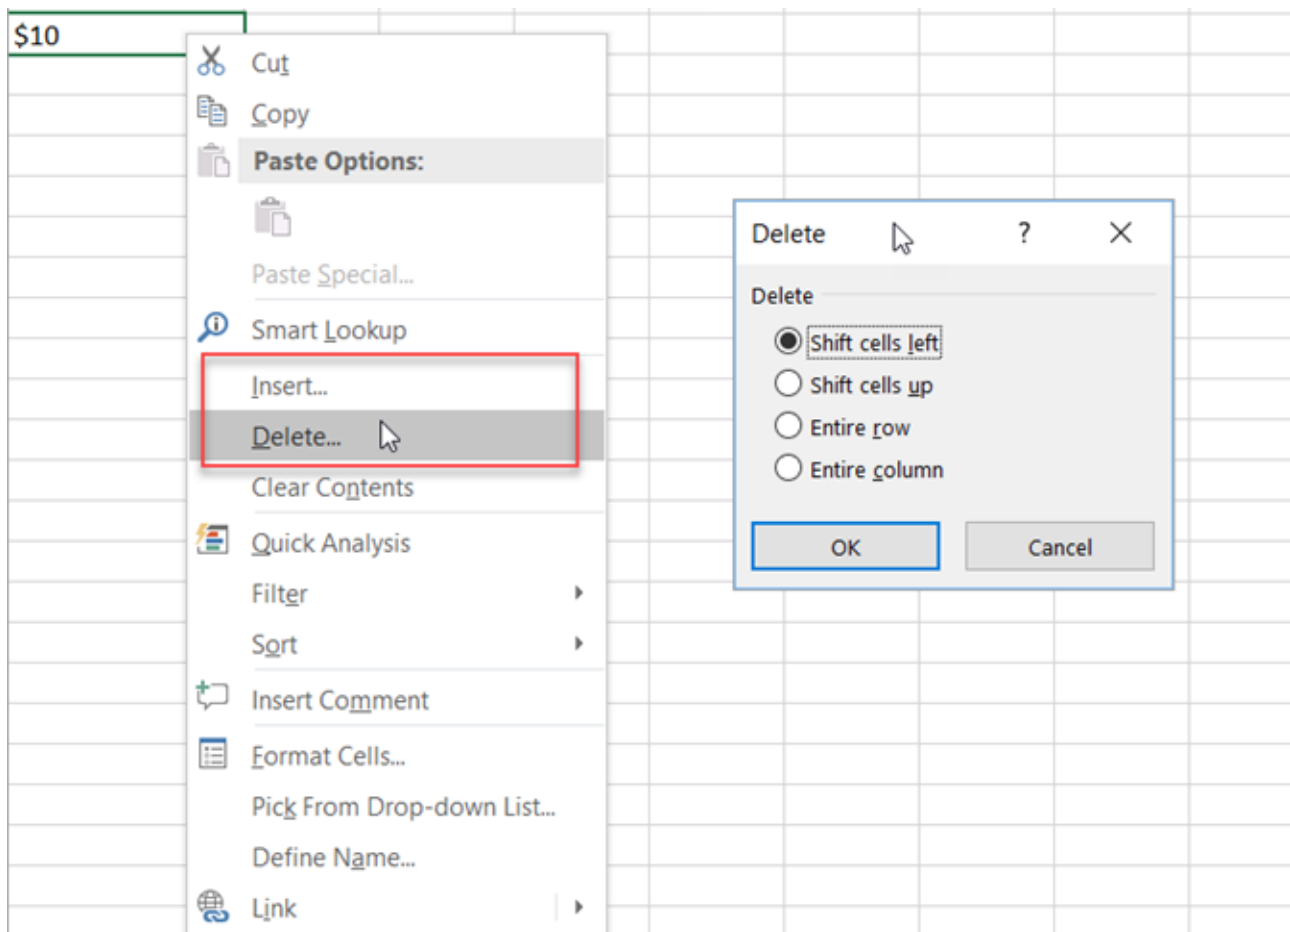 $10
Cut
Copy
Paste Options:
Paste Special...
Smart Lookup
Insert...
Delete...
Clear Contents
Quick Analysis
Filter
Sort
Insert Comment
Format Cells...
Pick From Drop-down List...
Define Name...
Link
Delete ?
Delete
Shift cells left
Shift cells up
Entire row
Entire column
OK Cancel